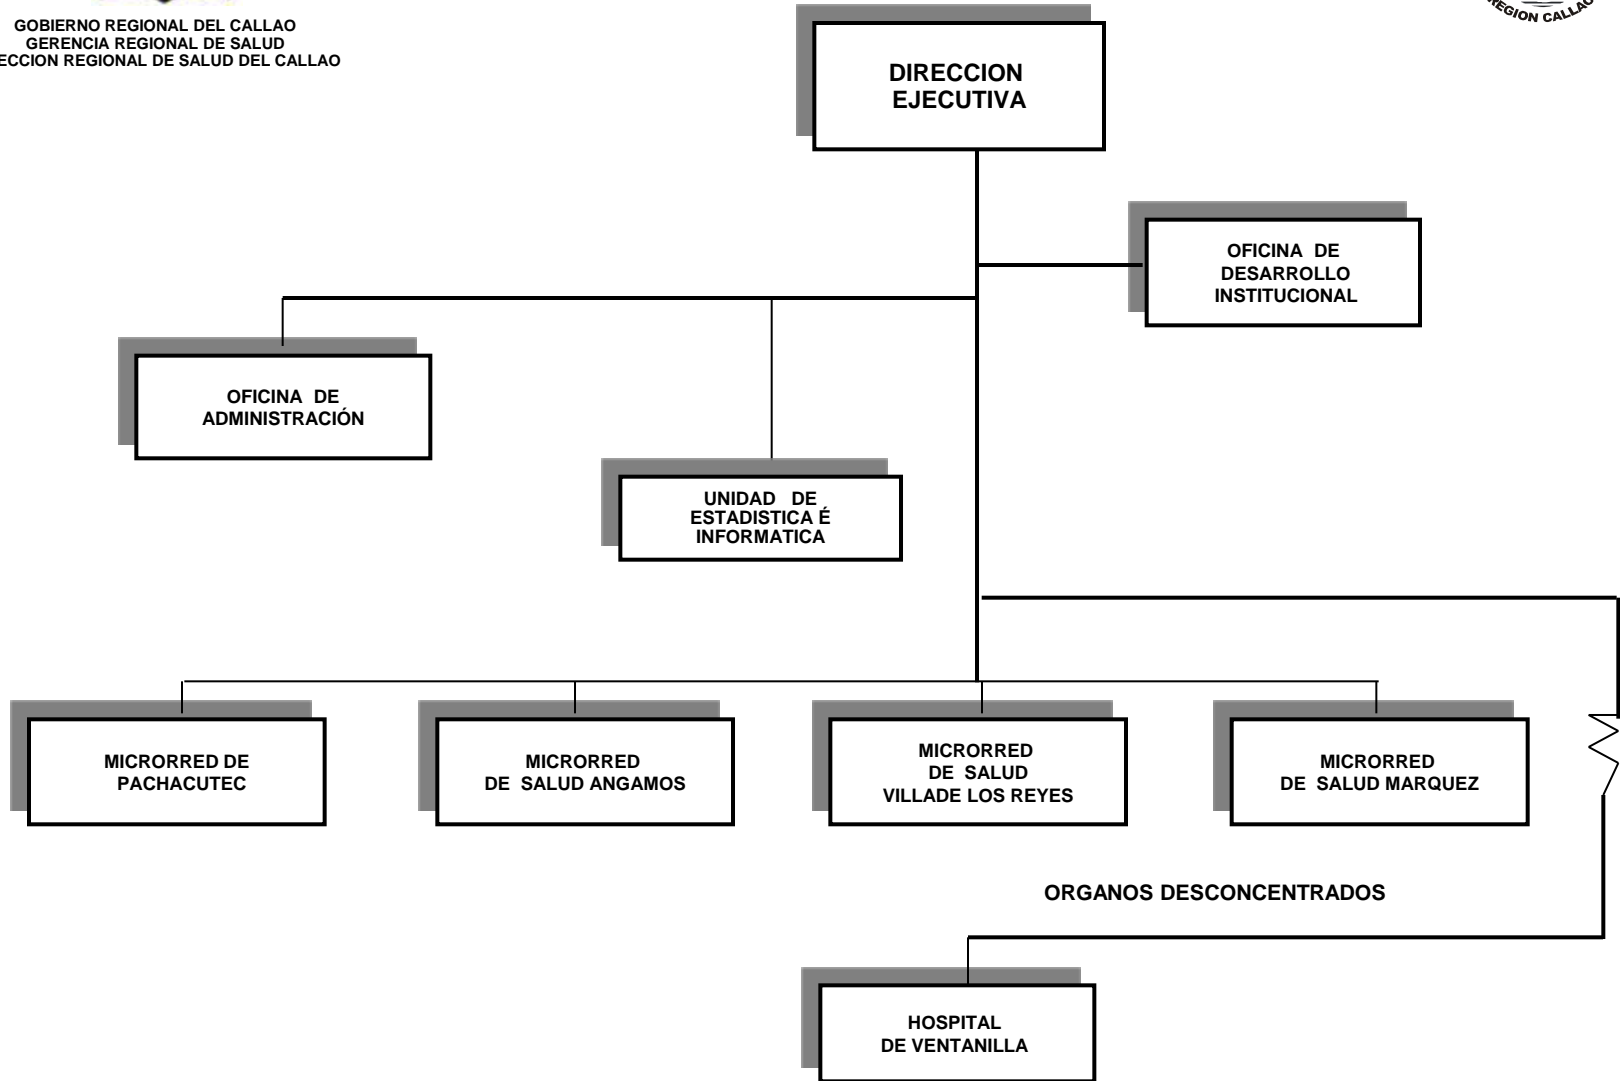 GOBIERNO REGIONAL DEL CALLAO
GERENCIA REGIONAL DE SALUD
ECCION REGIONAL DE SALUD DEL CALLAO
REGION CALLAO
DIRECCION
EJECUTIVA
OFICINA DE
DESARROLLO
INSTITUCIONAL
OFICINA DE
ADMINISTRACIÓN
UNIDAD DE
ESTADISTICA É
INFORMATICA
MICRORRED DE
PACHACUTEC
MICRORRED
DE SALUD ANGAMOS
MICRORRED
DE SALUD
VILLADE LOS REYES
MICRORRED
DE SALUD MARQUEZ
ORGANOS DESCONCENTRADOS
HOSPITAL
DE VENTANILLA